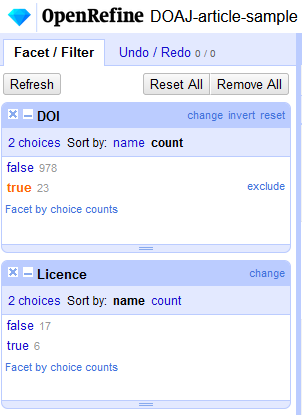 OpenRefine DOAJ-article-sample
Facet / Filter Undo / Redo 0 / 0
Refresh Reset All Remove All
DOI change invert reset
2 choices Sort by: name count
false 978
true 23 exclude
Facet by choice counts
Licence change
2 choices Sort by: name count
false 17
true 6
Facet by choice counts